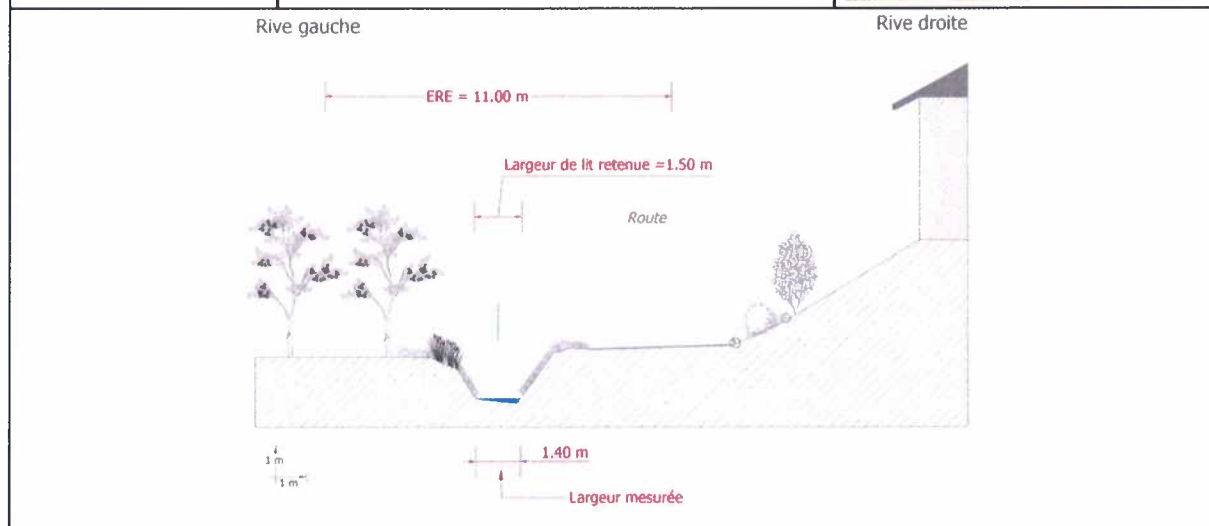 Rive gauche
Rive droite
ERE = 11.00 m
Largeur de lit retenue =1.50 m
Route
1.40 m
1 m
1 m
Largeur mesurée